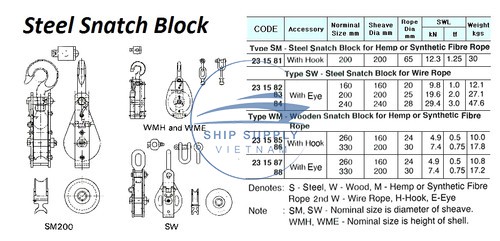 Steel Snatch Block
CODE Accessory Norminal Size mm Sheave Dia mm Rope Dia mm SWL kN tf Weight kgs
Type SM - Steel Snatch Block for Hemp or Synthetic Fibre Rope
23 15 81 With Hook 200 200 65 12.3 1.25 30
Type SW - Steel Snatch Block for Wire Rope
23 15 82 160 160 20 9.8 1.0 12.1
83 With Eye 200 200 20 19.6 2.0 27.1
84 240 240 28 29.4 3.0 47.6
Type WM - Wooden Snatch Block for Hemp or Synthetic Fibre Rope
23 15 85 With Hook 260 160 24 4.9 0.5 10.0
86 330 200 30 7.4 0.75 17.8
23 15 87 With Eye 260 160 24 4.9 0.5 10.8
88 330 200 30 7.4 0.75 17.2
Denotes: S - Steel, W - Wood, M - Hemp or Synthetic Fibre
Rope 2nd W - Wire Rope, H-Hook, E-Eye
Note : SM, SW - Nominal size is diameter of sheave.
WMH, WME - Nominal size is height of shell.
WMH and WME
SM200
SW
SHIP SUPPLY
VIETNAM